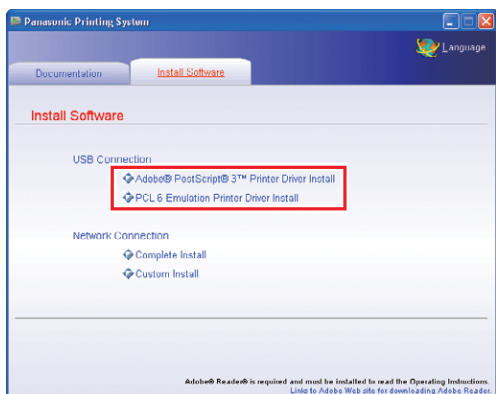 Panasonic Printing System
Language
Documentation
Install Software
Install Software
USB Connection
Adobe® PostScript® 3™ Printer Driver Install
PCL 6 Emulation Printer Driver Install
Network Connection
Complete Install
Custom Install
Adobe® Reader® is required and must be installed to read the Operating Instructions.
Links to Adobe Web site for downloading Adobe Reader.